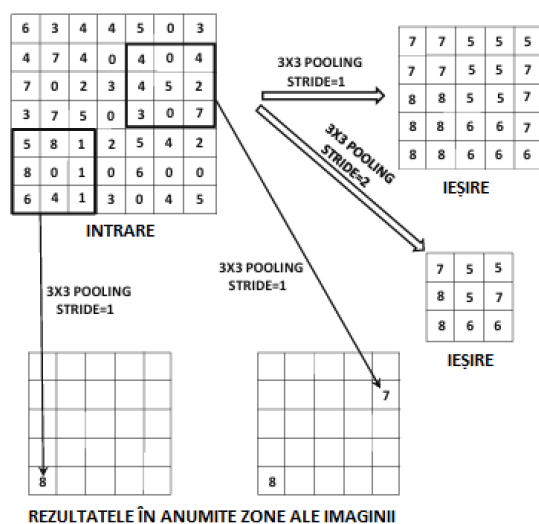 6 3 4 4 5 0 3
4 7 4 0 4 0 4
7 0 2 3 4 5 2
3 7 5 0 3 0 7
5 8 1 2 5 4 2
8 0 1 0 6 0 0
6 4 1 3 0 4 5
INTRARE
3X3 POOLING
STRIDE=1
7 7 5 5 5
7 7 5 5 7
8 8 5 5 7
8 8 6 6 7
8 8 6 6 6
IEȘIRE
3X3 POOLING
STRIDE=2
7 5 5
8 5 7
8 6 6
IEȘIRE
3X3 POOLING
STRIDE=1
3X3 POOLING
STRIDE=1
8
7
8
REZULTATELE ÎN ANUMITE ZONE ALE IMAGINII